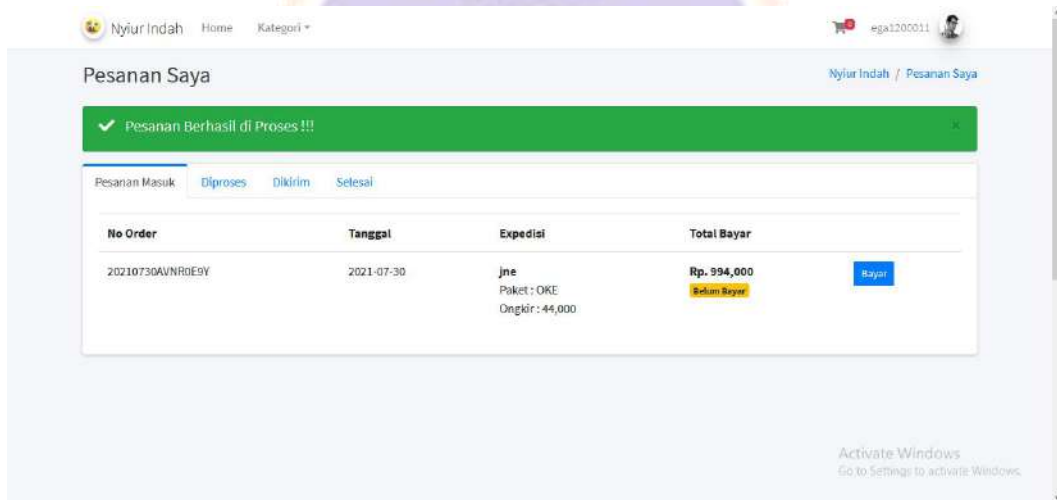 Nyiur Indah Home Kategori
0 ega1200011
Pesanan Saya
Nyiur Indah / Pesanan Saya
Pesanan Berhasil di Proses !!!
×
Pesanan Masuk Diproses Dikirim Selesai
No Order Tanggal Expedisi Total Bayar
20210730AVNR0E9Y 2021-07-30 jne Rp. 994,000 Bayar
Paket : OKE Belum Bayar
Ongkir : 44,000
Activate Windows
Go to Settings to activate Windows.